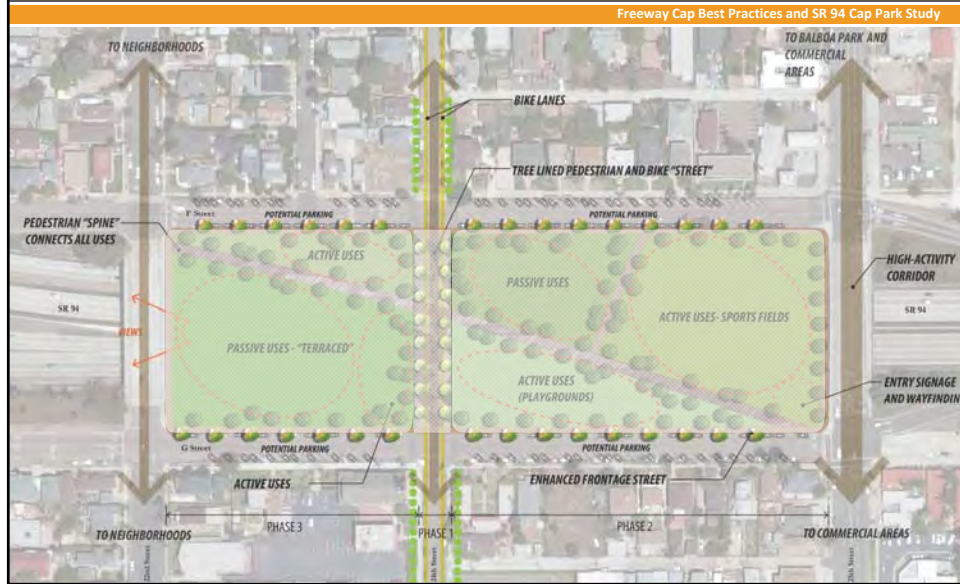 Freeway Cap Best Practices and SR 94 Cap Park Study
TO NEIGHBORHOODS
TO BALBOA PARK AND
COMMERCIAL
AREAS
BIKE LANES
TREE LINED PEDESTRIAN AND BIKE "STREET"
PEDESTRIAN "SPINE"
CONNECTS ALL USES
F Street
POTENTIAL PARKING
POTENTIAL PARKING
ACTIVE USES
PASSIVE USES
HIGH-ACTIVITY
CORRIDOR
SR 94
VIEWS
SR 94
ACTIVE USES- SPORTS FIELDS
PASSIVE USES - "TERRACED"
ACTIVE USES
(PLAYGROUNDS)
ENTRY SIGNAGE
AND WAYFINDIN
G Street
POTENTIAL PARKING
POTENTIAL PARKING
ACTIVE USES
ENHANCED FRONTAGE STREET
PHASE 3
PHASE 1
PHASE 2
TO NEIGHBORHOODS
TO COMMERCIAL AREAS
22nd Street
24th Street